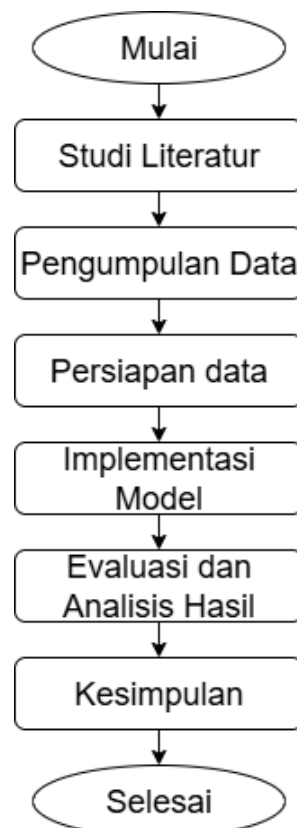 Mulai
Studi Literatur
Pengumpulan Data
Persiapan data
Implementasi
Model
Evaluasi dan
Analisis Hasil
Kesimpulan
Selesai